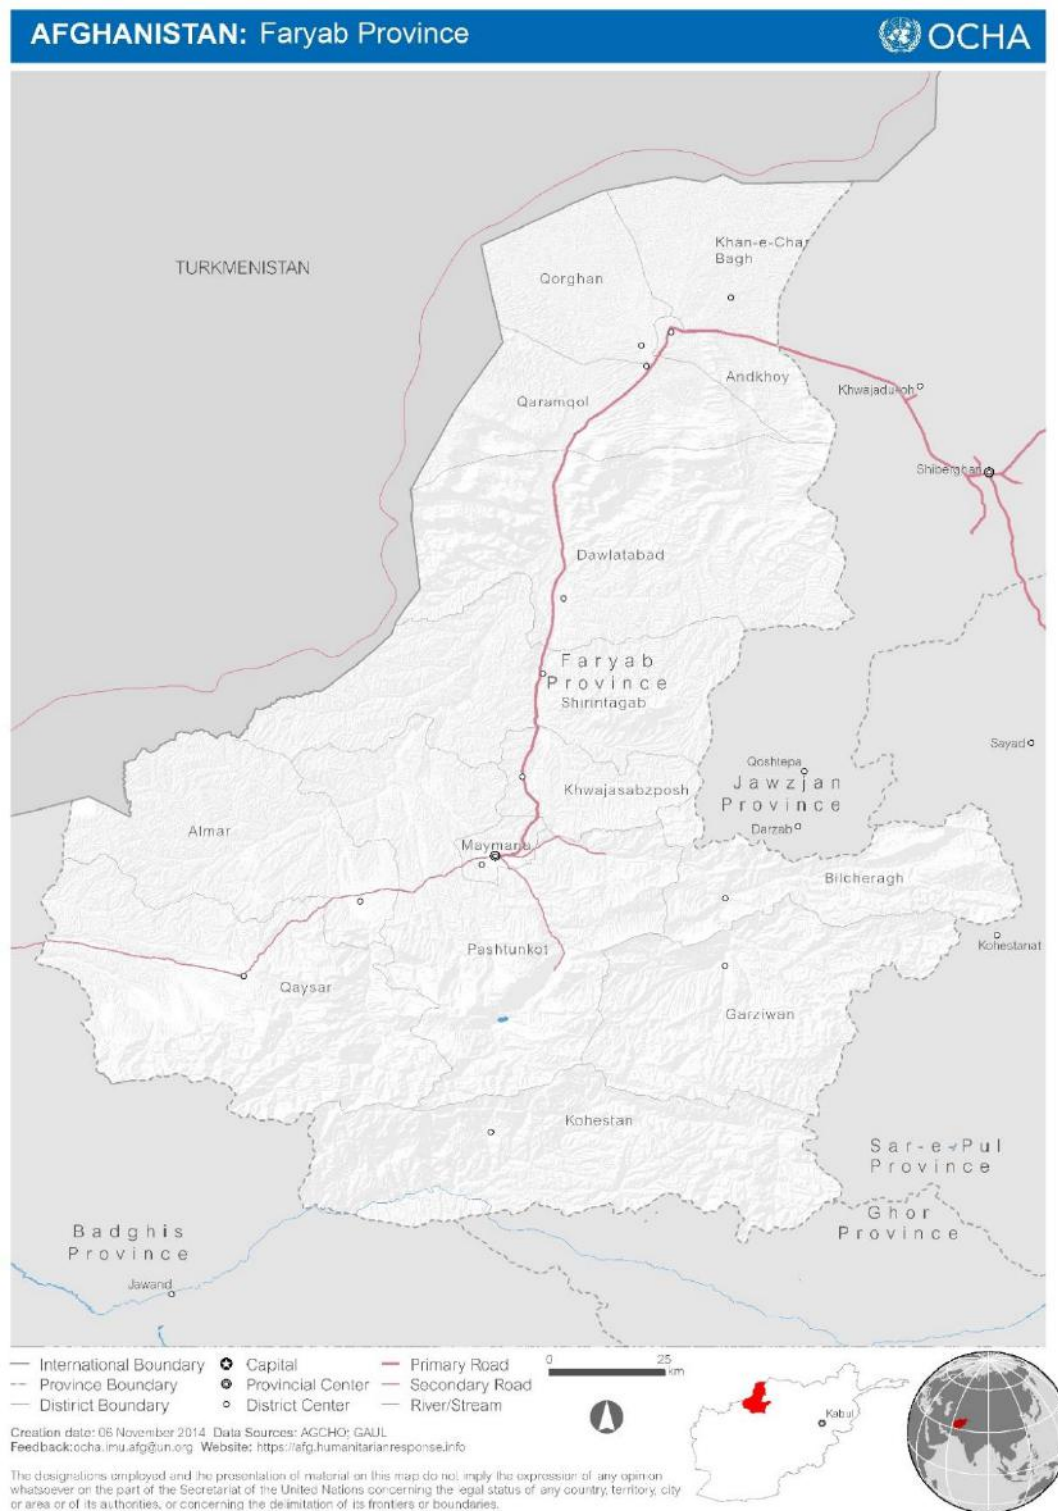 AFGHANISTAN: Faryab Province
OCHA
TURKMENISTAN
Khan-e-Char
Bagh
Qorghan
Andkhoy
Khwajadukoh
Qaramqol
Shiberghan
Dawlatabad
Faryab
Province
Shirintagab
Sayad
Qoshtepa
Jawzjan
Province
Khwajasabzposh
Darzab
Almar
Maymana
Bilcheragh
Kohestanat
Pashtunkot
Qaysar
Garziwan
Kohestan
Sar-e-Pul
Province
Ghor
Province
Badghis
Province
Jawand
International Boundary
Province Boundary
Distirict Boundary
Capital
Provincial Center
District Center
Primary Road
Secondary Road
River/Stream
0 25
km
Kabul
Creation date: 06 November 2014 Data Sources: AGCHO; GAUL
Feedback:ocha.imu.afg@un.org Website: https://afg.humanitarianresponse.info
The designations employed and the presentation of material on this map do not imply the expression of any opinion
whatsoever on the part of the Secretariat of the United Nations concerning the legal status of any country, territory, city
or area or of its authorities, or concerning the delimitation of its frontiers or boundaries.